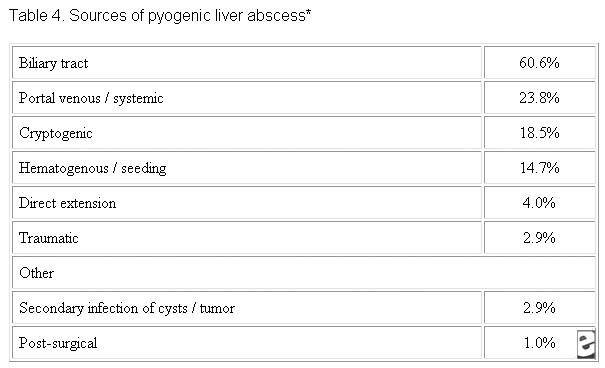 Table 4. Sources of pyogenic liver abscess*
Biliary tract 60.6%
Portal venous / systemic 23.8%
Cryptogenic 18.5%
Hematogenous / seeding 14.7%
Direct extension 4.0%
Traumatic 2.9%
Other
Secondary infection of cysts / tumor 2.9%
Post-surgical 1.0%
e